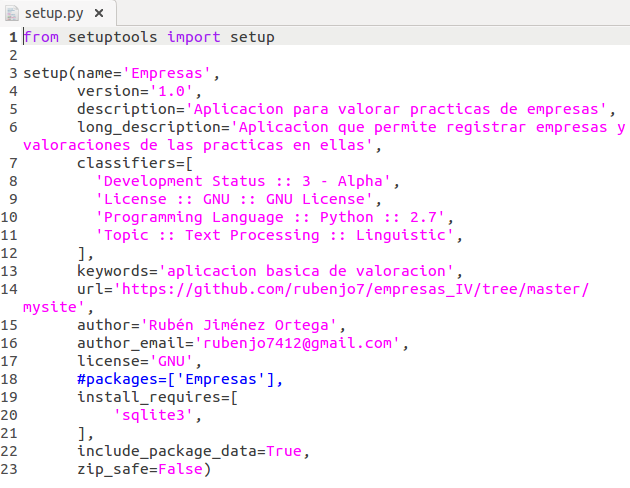 setup.py ×
1 from setuptools import setup
2
3 setup(name='Empresas',
4       version='1.0',
5       description='Aplicacion para valorar practicas de empresas',
6       long_description='Aplicacion que permite registrar empresas y
valoraciones de las practicas en ellas',
7       classifiers=[
8         'Development Status :: 3 - Alpha',
9         'License :: GNU :: GNU License',
10         'Programming Language :: Python :: 2.7',
11         'Topic :: Text Processing :: Linguistic',
12       ],
13       keywords='aplicacion basica de valoracion',
14       url='https://github.com/rubenjo7/empresas_IV/tree/master/
mysite',
15       author='Rubén Jiménez Ortega',
16       author_email='rubenjo7412@gmail.com',
17       license='GNU',
18       #packages=['Empresas'],
19       install_requires=[
20           'sqlite3',
21       ],
22       include_package_data=True,
23       zip_safe=False)